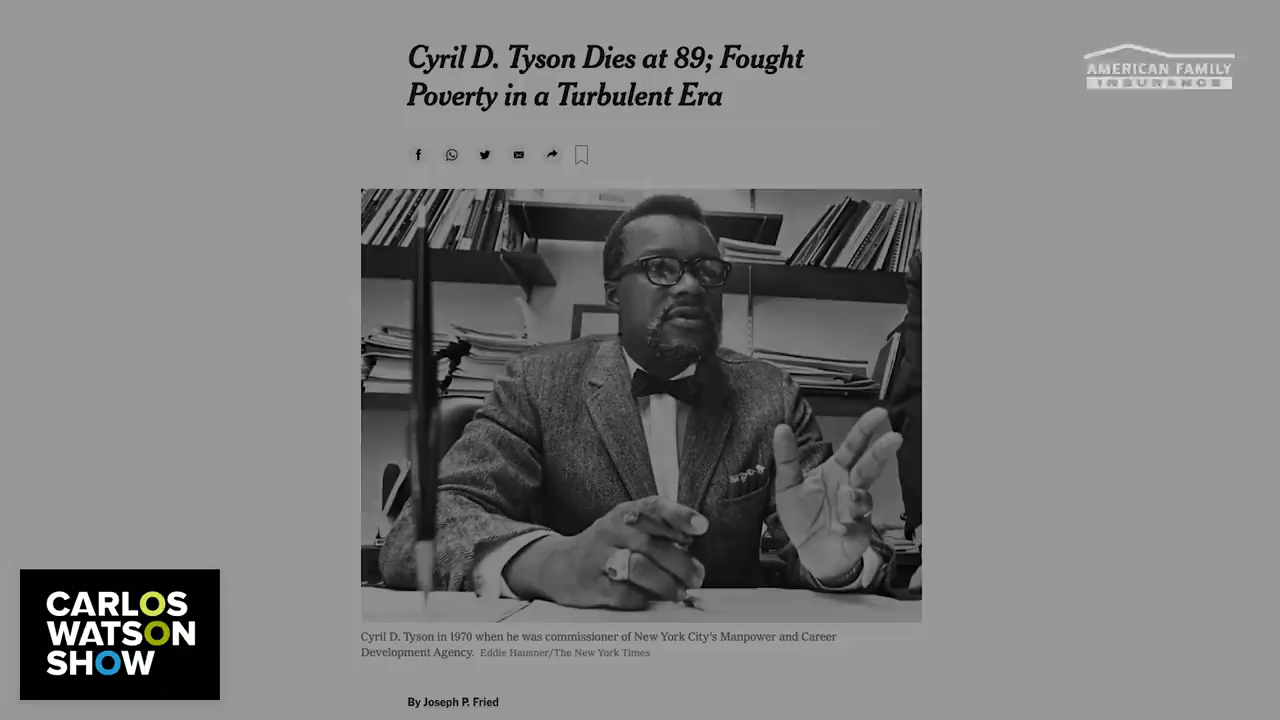 Cyril D. Tyson Dies at 89; Fought
Poverty in a Turbulent Era
AMERICAN FAMILY
INSURANCE
Cyril D. Tyson in 1970 when he was commissioner of New York City's Manpower and Career
Development Agency. Eddie Hausner/The New York Times
By Joseph P. Fried
CARLOS
WATSON
SHOW